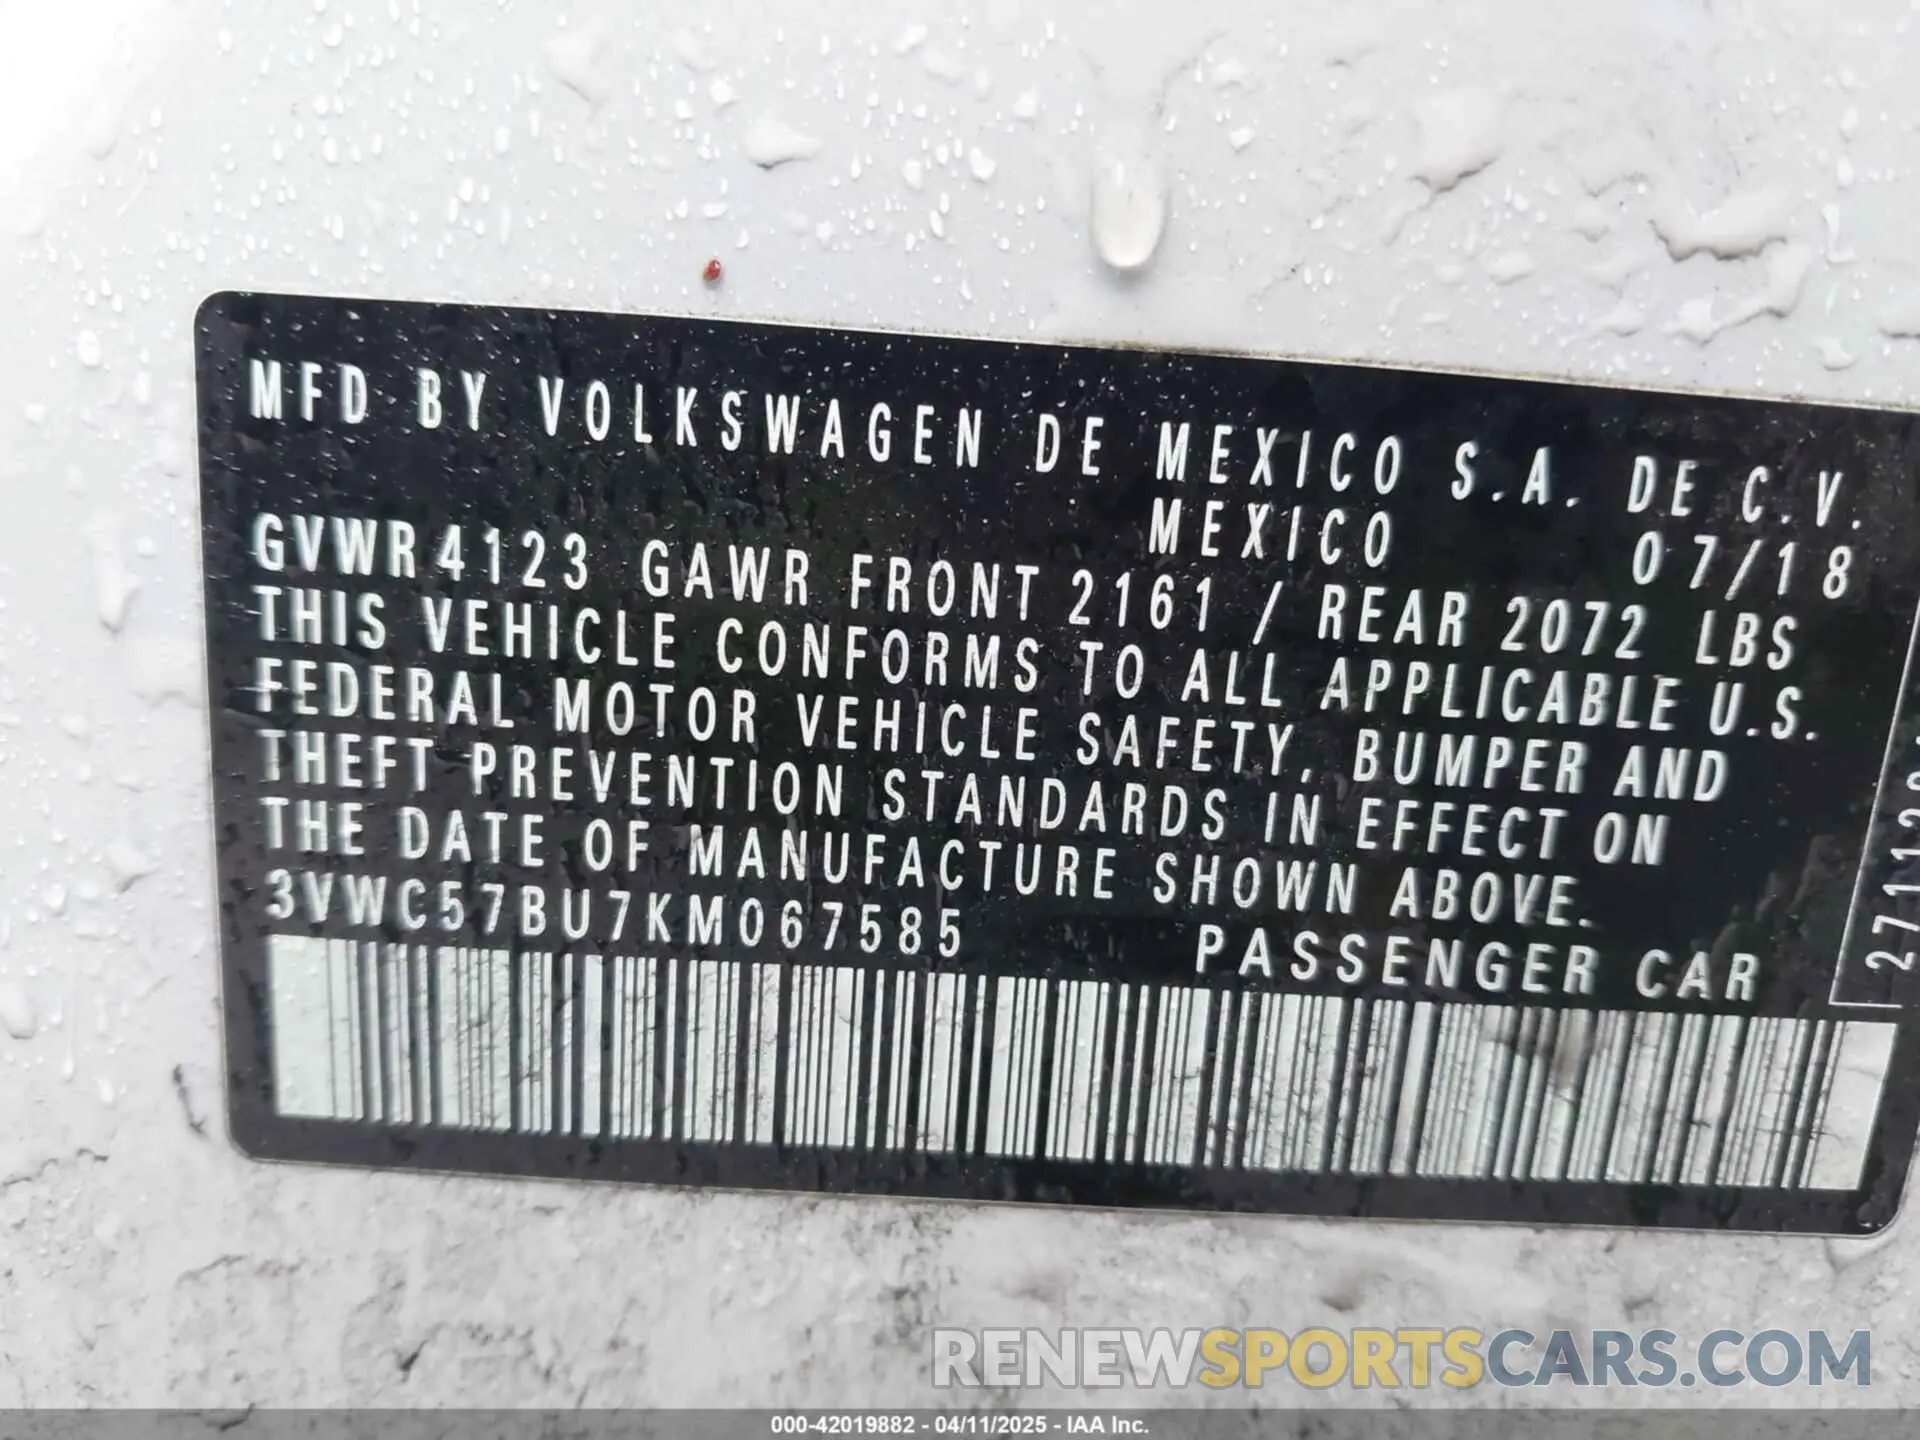 MFD BY VOLKSWAGEN DE MEXICO S.A. DE C.V.
MEXICO 07/18
GVWR 4123 GAWR FRONT 2161 / REAR 2072 LBS
THIS VEHICLE CONFORMS TO ALL APPLICABLE U.S.
FEDERAL MOTOR VEHICLE SAFETY, BUMPER AND
THEFT PREVENTION STANDARDS IN EFFECT ON
THE DATE OF MANUFACTURE SHOWN ABOVE.
3VWC57BU7KM067585 PASSENGER CAR
RENEWSPORTSCARS.COM
000-42019882 - 04/11/2025 - IAA Inc.